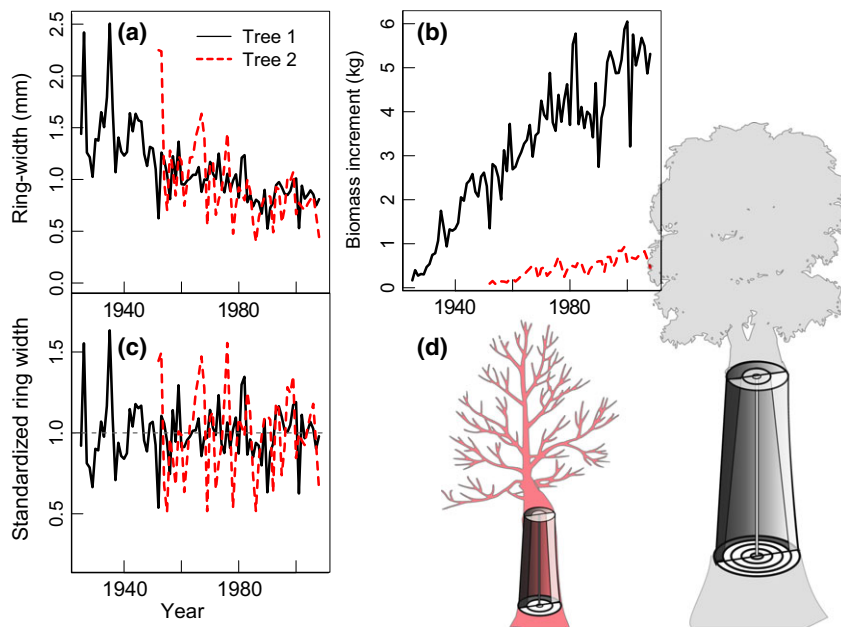 (a)
Tree 1
Tree 2
Ring-width (mm)
2.5
2.0
1.5
1.0
0.5
0.0
1940
1980
(b)
Biomass increment (kg)
6
5
4
3
2
1
0
1940
1980
(c)
Standardized ring width
1.5
1.0
0.5
1940
1980
Year
(d)